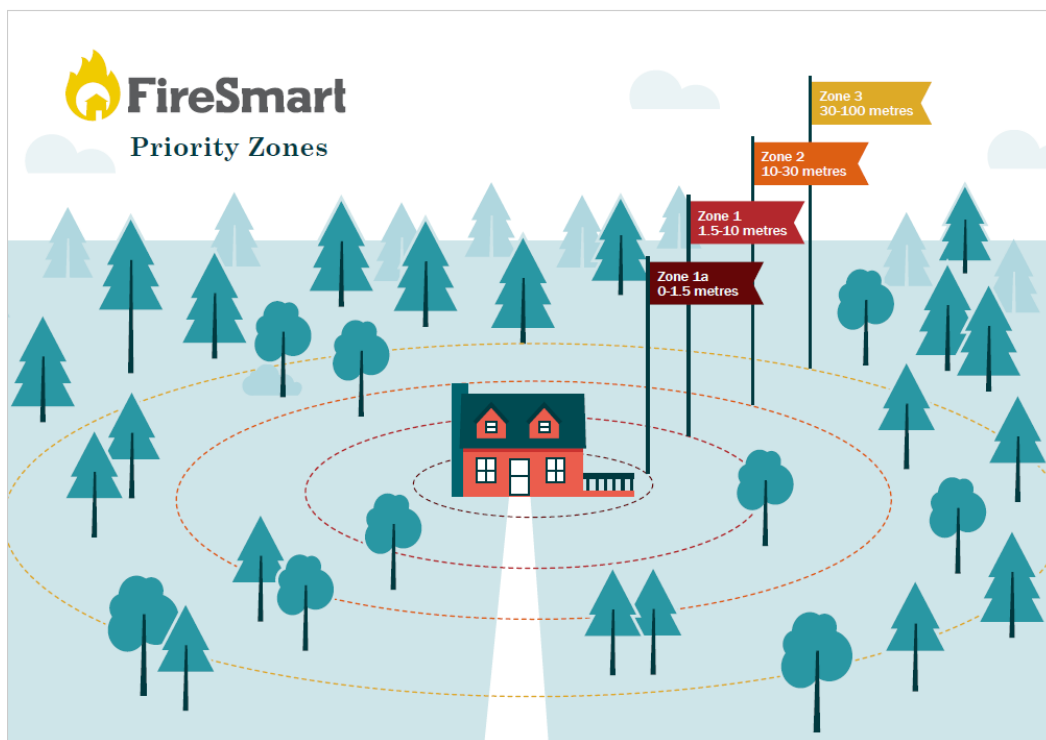 FireSmart
Priority Zones
Zone 3
30-100 metres
Zone 2
10-30 metres
Zone 1
1.5-10 metres
Zone 1a
0-1.5 metres